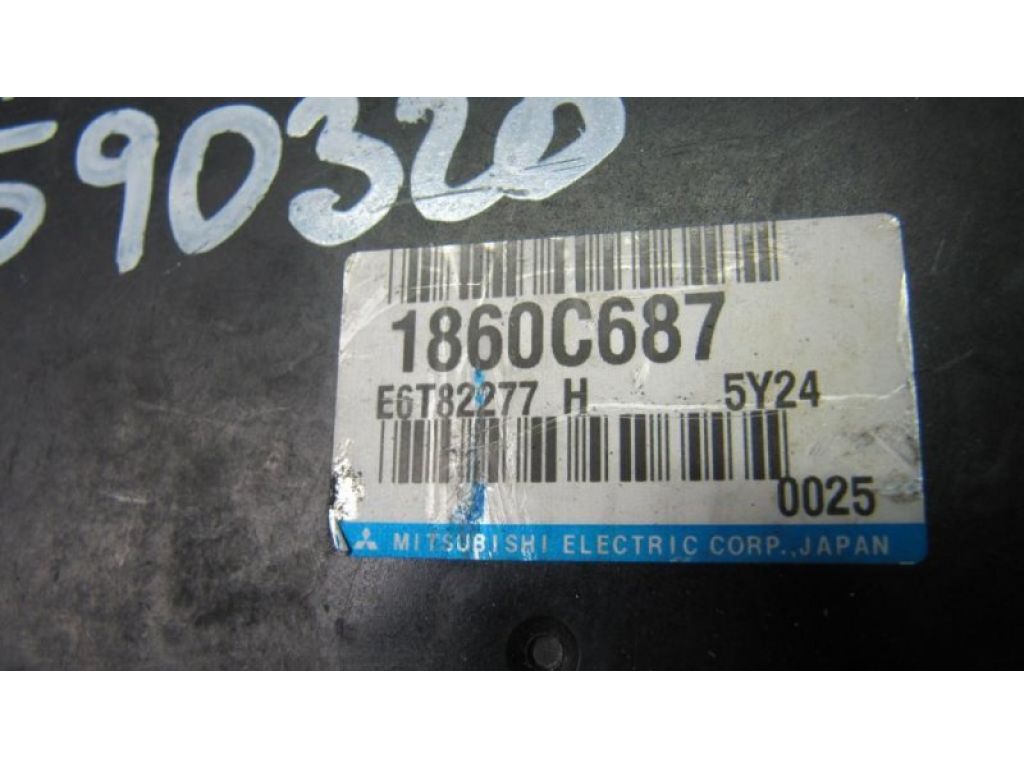 590320
1860C687
E6T82277 H 5Y24
0025
MITSUBISHI ELECTRIC CORP., JAPAN